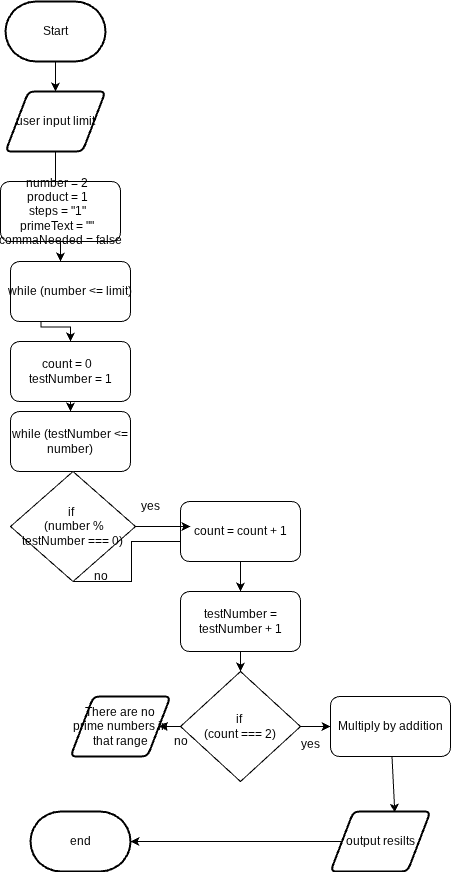 Start
user input limit
number = 2
product = 1
steps = "1"
primeText = ""
commaNeeded = false
while (number <= limit)
count = 0
testNumber = 1
while (testNumber <=
number)
if
(number %
testNumber === 0)
yes
no
count = count + 1
testNumber =
testNumber + 1
if
(count === 2)
no
yes
There are no
prime numbers
that range
Multiply by addition
output resilts
end